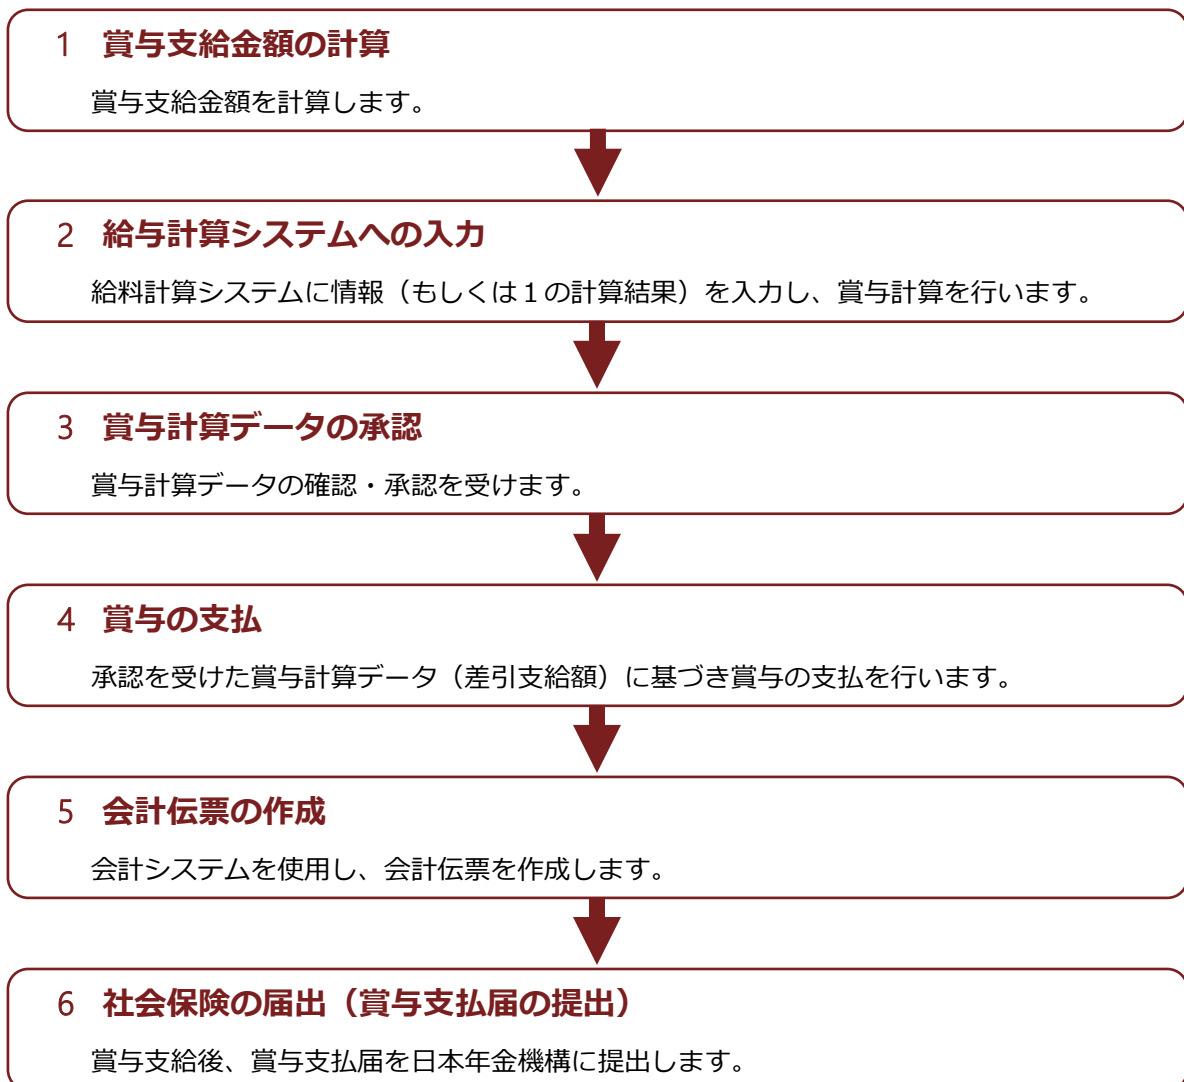 1 賞与支給金額の計算
賞与支給金額を計算します。
2 給与計算システムへの入力
給料計算システムに情報（もしくは１の計算結果）を入力し、賞与計算を行います。
3 賞与計算データの承認
賞与計算データの確認・承認を受けます。
4 賞与の支払
承認を受けた賞与計算データ（差引支給額）に基づき賞与の支払を行います。
5 会計伝票の作成
会計システムを使用し、会計伝票を作成します。
6 社会保険の届出（賞与支払届の提出）
賞与支給後、賞与支払届を日本年金機構に提出します。